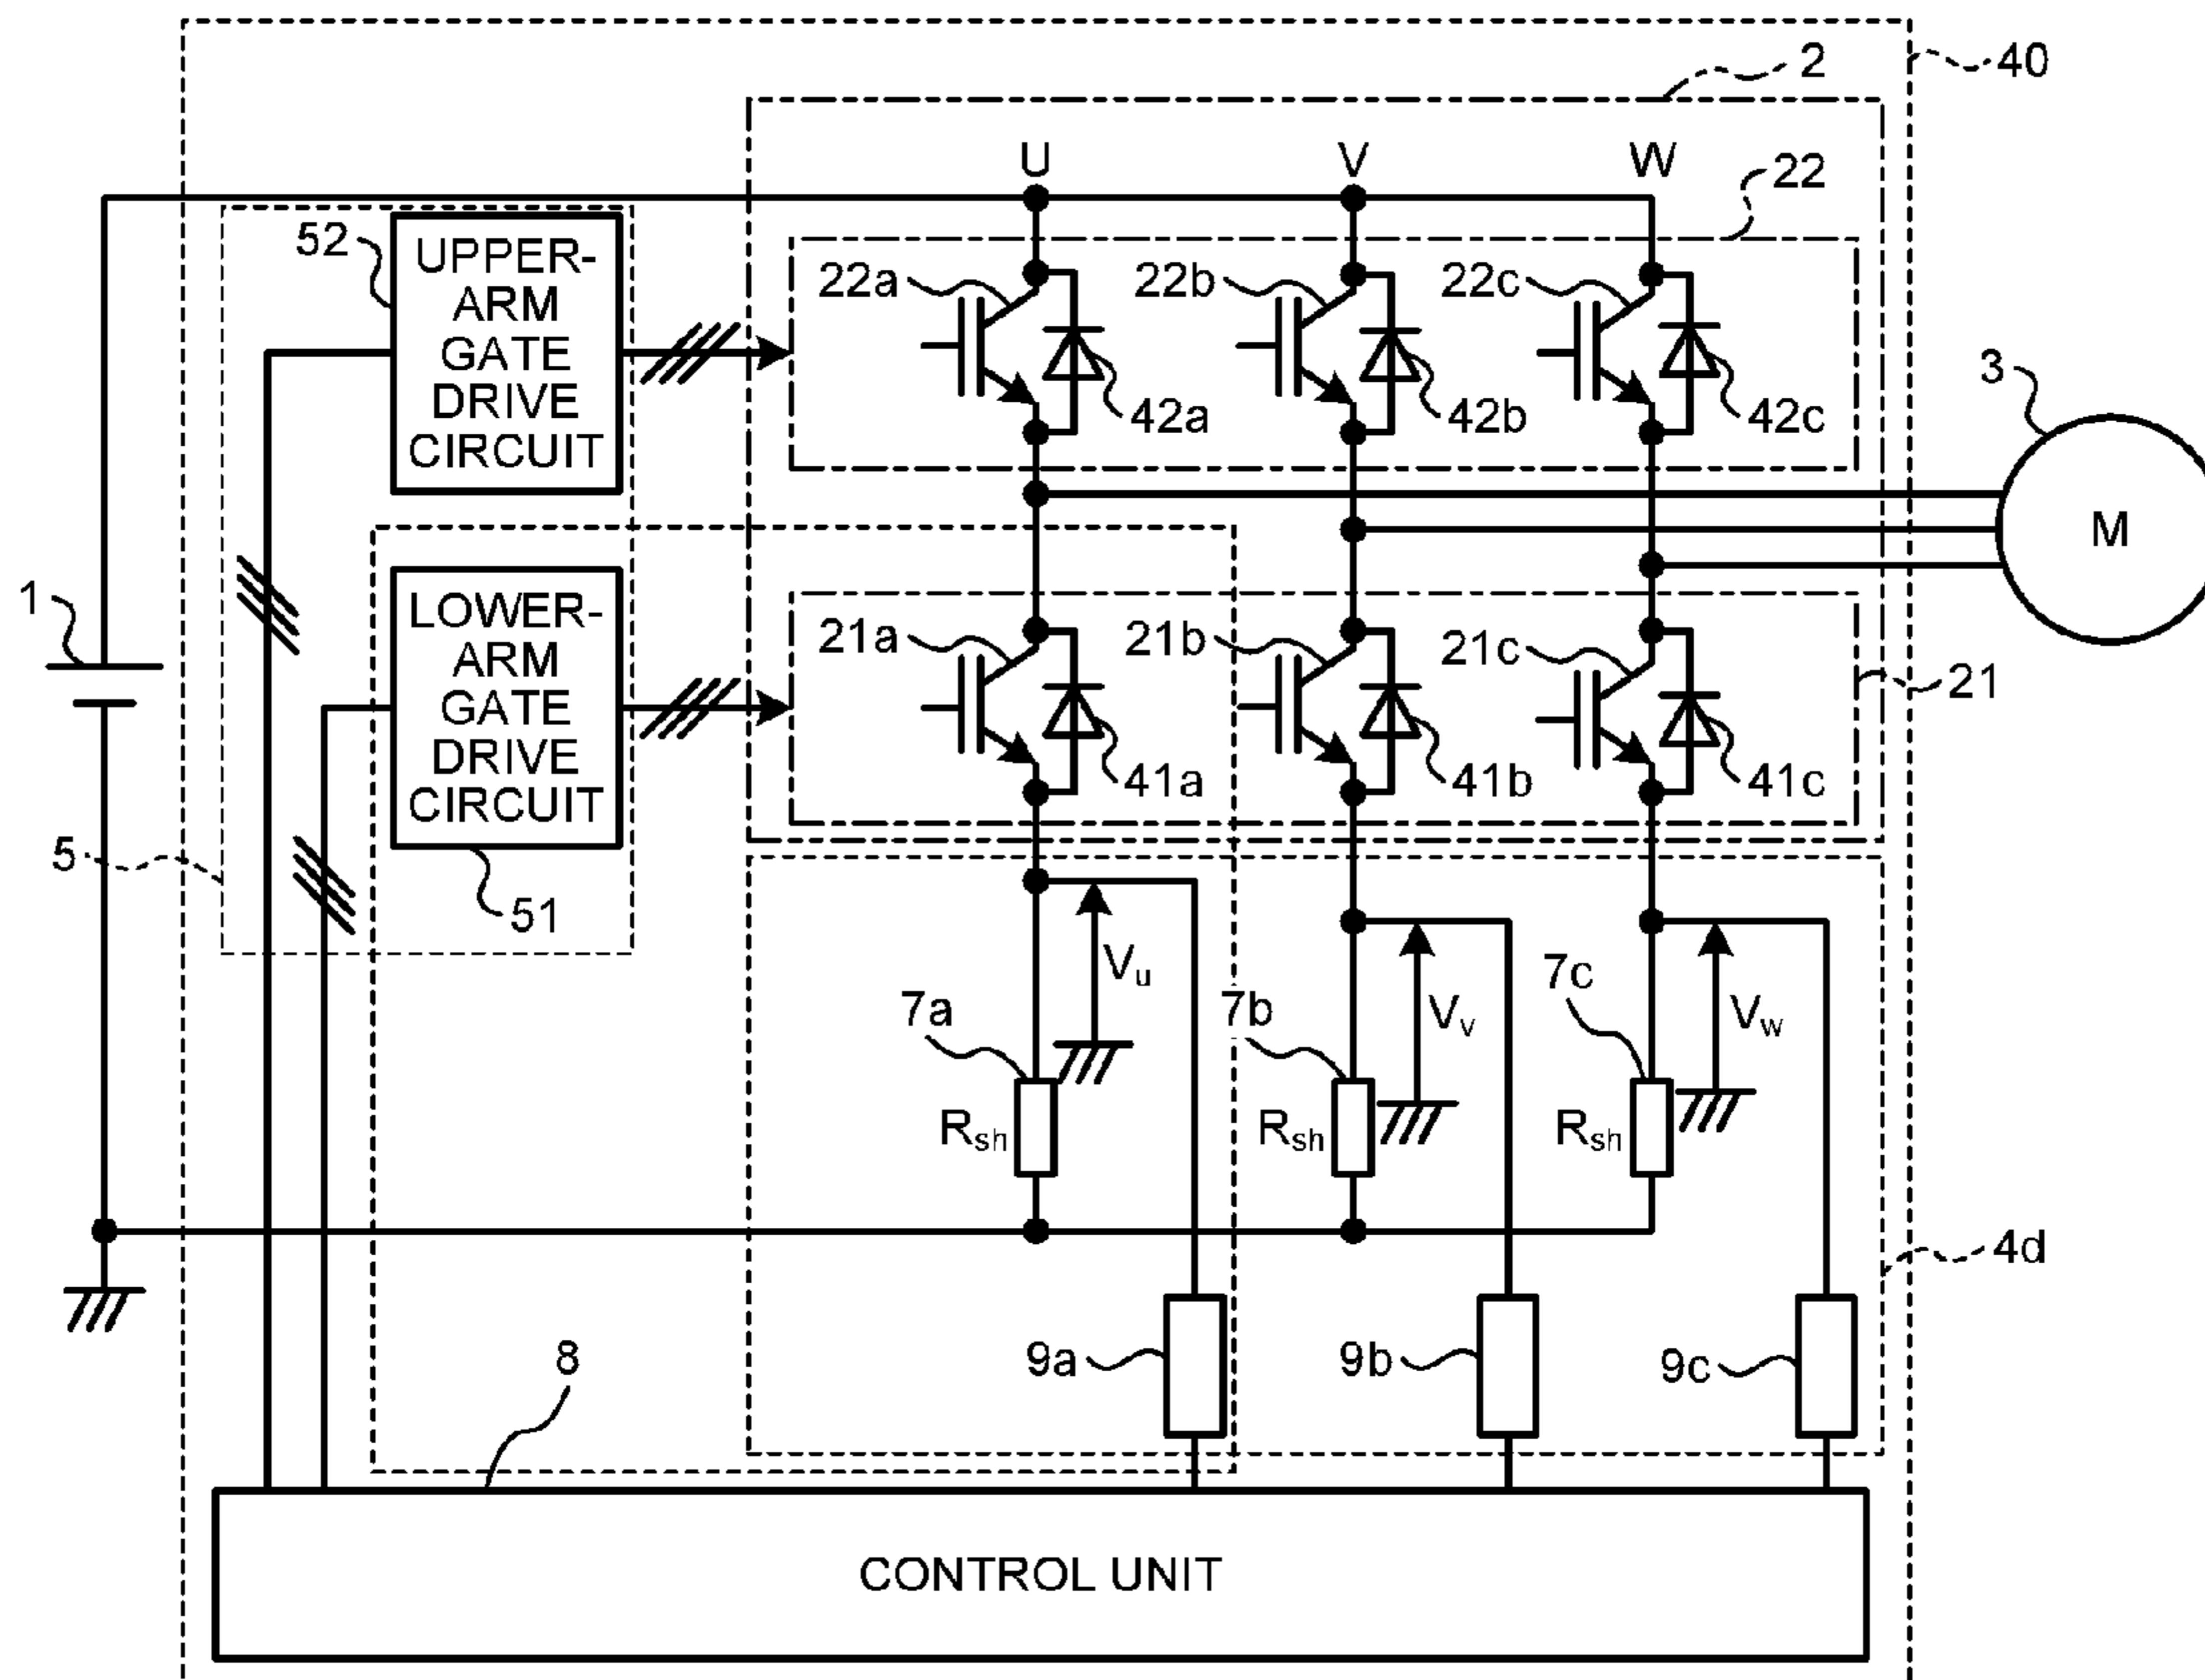 40
2
U V W
22
52
UPPER-
ARM
GATE
DRIVE
CIRCUIT
22a 22b 22c
42a 42b 42c
3
M
1
LOWER-
ARM
GATE
DRIVE
CIRCUIT
21a 21b 21c
21
41a 41b 41c
5
51
Vu
7a 7b 7c
Vv Vw
Rsh Rsh Rsh
4d
8
9a 9b 9c
CONTROL UNIT